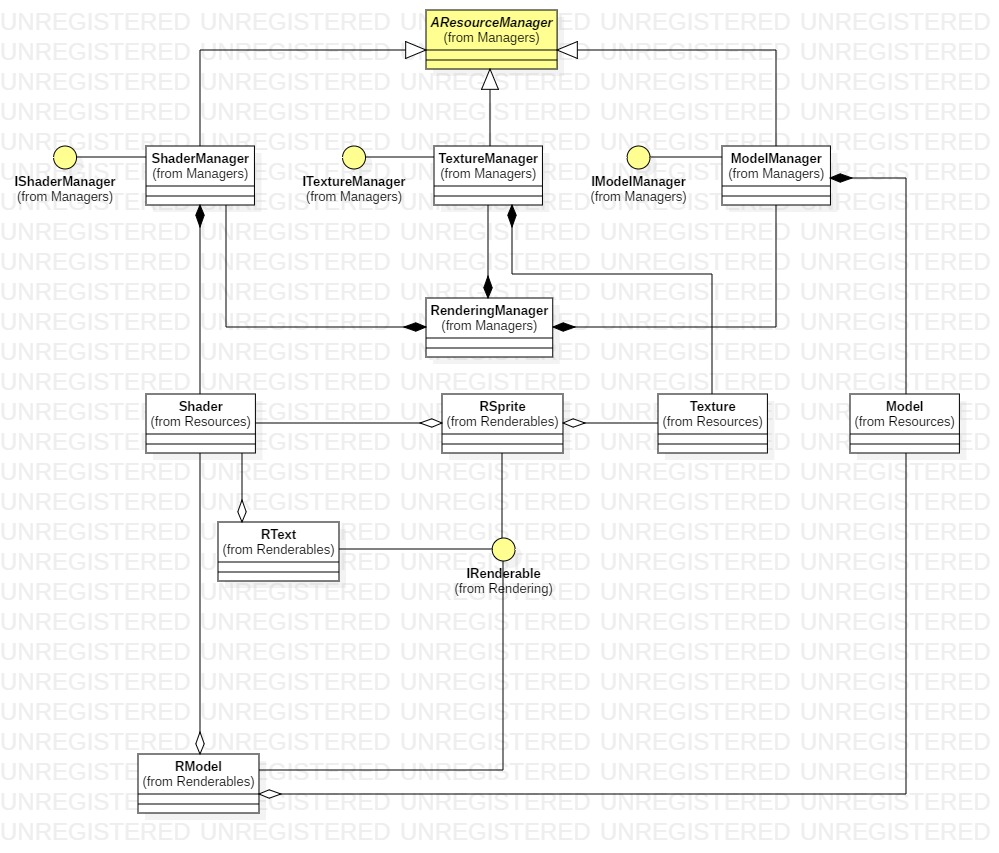 AResourceManager
(from Managers)
ShaderManager
(from Managers)
IShaderManager
(from Managers)
TextureManager
(from Managers)
ITextureManager
(from Managers)
ModelManager
(from Managers)
IModelManager
(from Managers)
RenderingManager
(from Managers)
Shader
(from Resources)
RSprite
(from Renderables)
Texture
(from Resources)
Model
(from Resources)
RText
(from Renderables)
IRenderable
(from Rendering)
RModel
(from Renderables)
UNREGISTERED UNREGISTERED UNREGISTERED UNREGISTERED UNREGISTERED